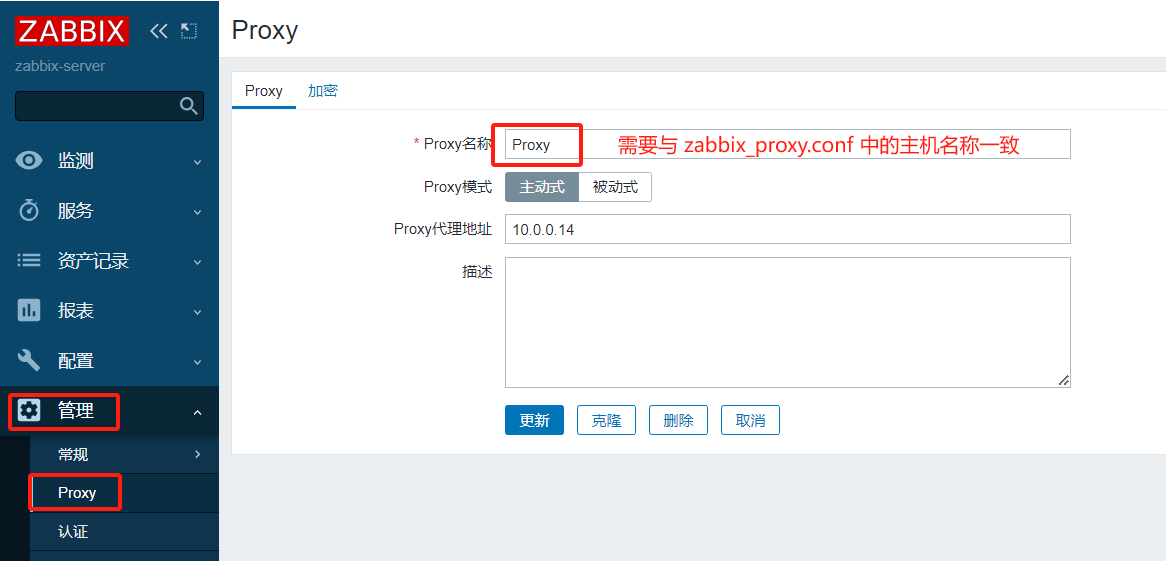 ZABBIX
zabbix-server
监测
服务
资产记录
报表
配置
管理
常规
Proxy
认证
Proxy
Proxy 加密
* Proxy名称 Proxy 需要与 zabbix_proxy.conf 中的主机名称一致
Proxy模式 主动式 被动式
Proxy代理地址 10.0.0.14
描述
更新 克隆 删除 取消